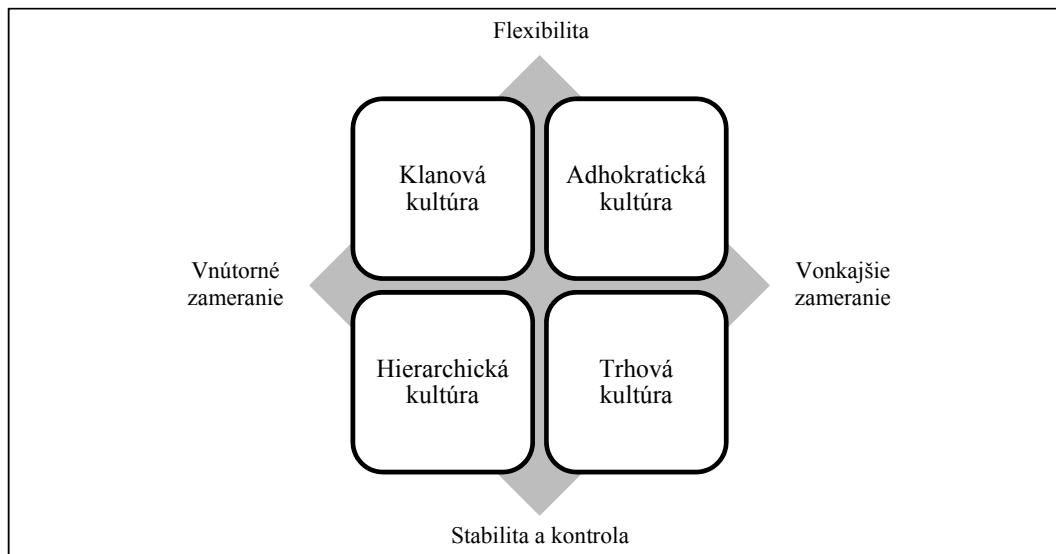 Flexibilita
Klanová
kultúra
Adhokratická
kultúra
Vnútorné
zameranie
Vonkajšie
zameranie
Hierarchická
kultúra
Trhová
kultúra
Stabilita a kontrola